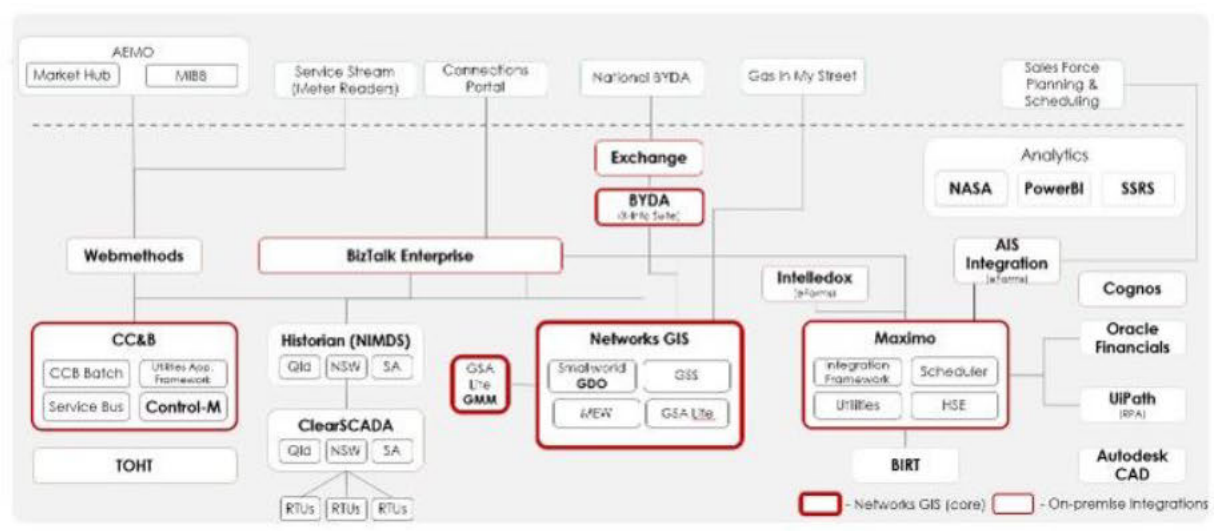 AEMO
Market Hub
MIBB
Service Stream
(Meter Readers)
Connections
Portal
National BYDA
Gas In My Street
Sales Force
Planning &
Scheduling
Exchange
BYDA
Analytics
NASA
PowerBI
SSRS
Webmethods
BizTalk Enterprise
AIS
Integration
(eForms)
Intelledox
(eForms)
Cognos
CC&B
CCB Batch
Utilities App.
Framework
Service Bus
Control-M
Historian (NIMDS)
Qld
NSW
SA
GSA
Lite
GMM
Networks GIS
Smallworld
GDO
GSS
MEW
GSA Lite
Maximo
Integration
Framework
Scheduler
Utilities
HSE
Oracle
Financials
UiPath
(RPA)
ClearSCADA
Qld
NSW
SA
TOHT
BIRT
Autodesk
CAD
RTUs
RTUs
RTUs
- Networks GIS (core)
- On-premise Integrations